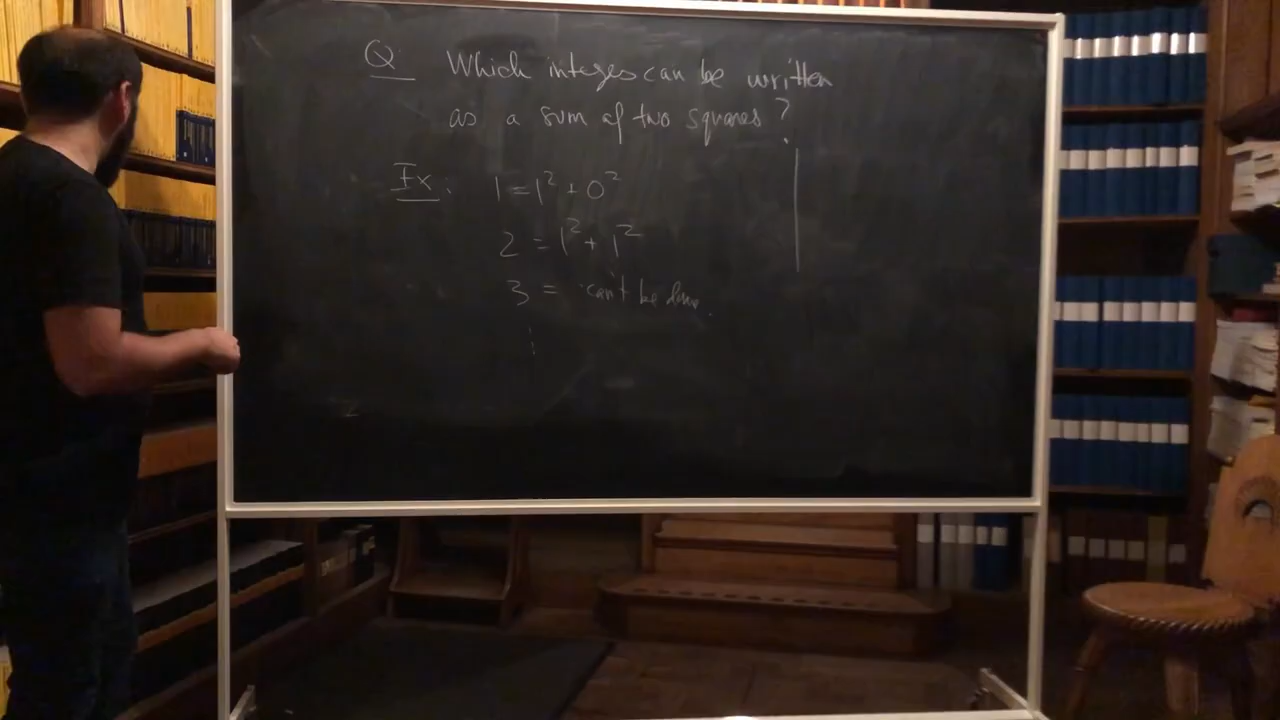 Q. Which integes can be written
as a sum of two squares?
Ex. 1 = 1² + 0²
2 = 1² + 1²
3 = can't be done.